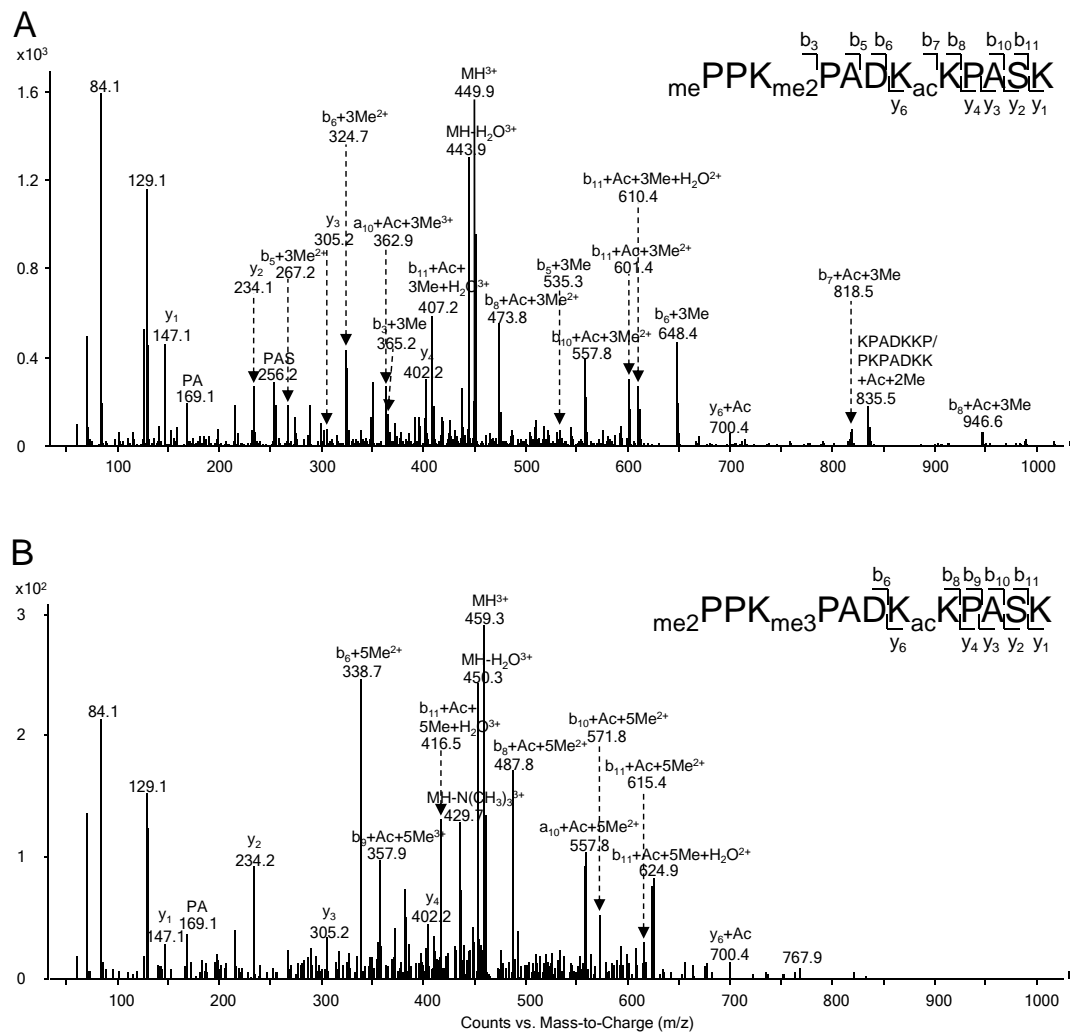 A
x10³
1.6
1.2
0.8
0.4
0
100 200 300 400 500 600 700 800 900 1000
b₃ b₅ b₆ b₇ b₈ b₁₀ b₁₁
mePPKme2PADKacKPASK
y₆ y₄ y₃ y₂ y₁
84.1
129.1
y₁
147.1
PA
169.1
y₂
234.1
b₅+3Me²⁺
267.2
PAS
256.2
y₃
305.2
b₆+3Me²⁺
324.7
a₁₀+Ac+3Me³⁺
362.9
b₃+3Me
365.2
b₁₁+Ac+
3Me+H₂O³⁺
407.2
y₄
402.2
MH³⁺
449.9
MH-H₂O³⁺
443.9
b₈+Ac+3Me²⁺
473.8
b₅+3Me
535.3
b₁₀+Ac+3Me²⁺
557.8
b₁₁+Ac+3Me²⁺
601.4
b₁₁+Ac+3Me+H₂O²⁺
610.4
b₆+3Me
648.4
y₆+Ac
700.4
b₇+Ac+3Me
818.5
KPADKKP/
PKPADKK
+Ac+2Me
835.5
b₈+Ac+3Me
946.6
B
x10²
3
2
1
0
100 200 300 400 500 600 700 800 900 1000
Counts vs. Mass-to-Charge (m/z)
b₆ b₈ b₉ b₁₀ b₁₁
me2PPKme3PADKacKPASK
y₆ y₄ y₃ y₂ y₁
84.1
129.1
y₁
147.1
PA
169.1
y₂
234.2
y₃
305.2
b₆+5Me²⁺
338.7
b₉+Ac+5Me³⁺
357.9
y₄
402.2
b₁₁+Ac+
5Me+H₂O³⁺
416.5
MH-N(CH₃)₃³⁺
429.7
MH³⁺
459.3
MH-H₂O³⁺
450.3
b₈+Ac+5Me²⁺
487.8
a₁₀+Ac+5Me²⁺
557.8
b₁₀+Ac+5Me²⁺
571.8
b₁₁+Ac+5Me²⁺
615.4
b₁₁+Ac+5Me+H₂O²⁺
624.9
y₆+Ac
700.4
767.9